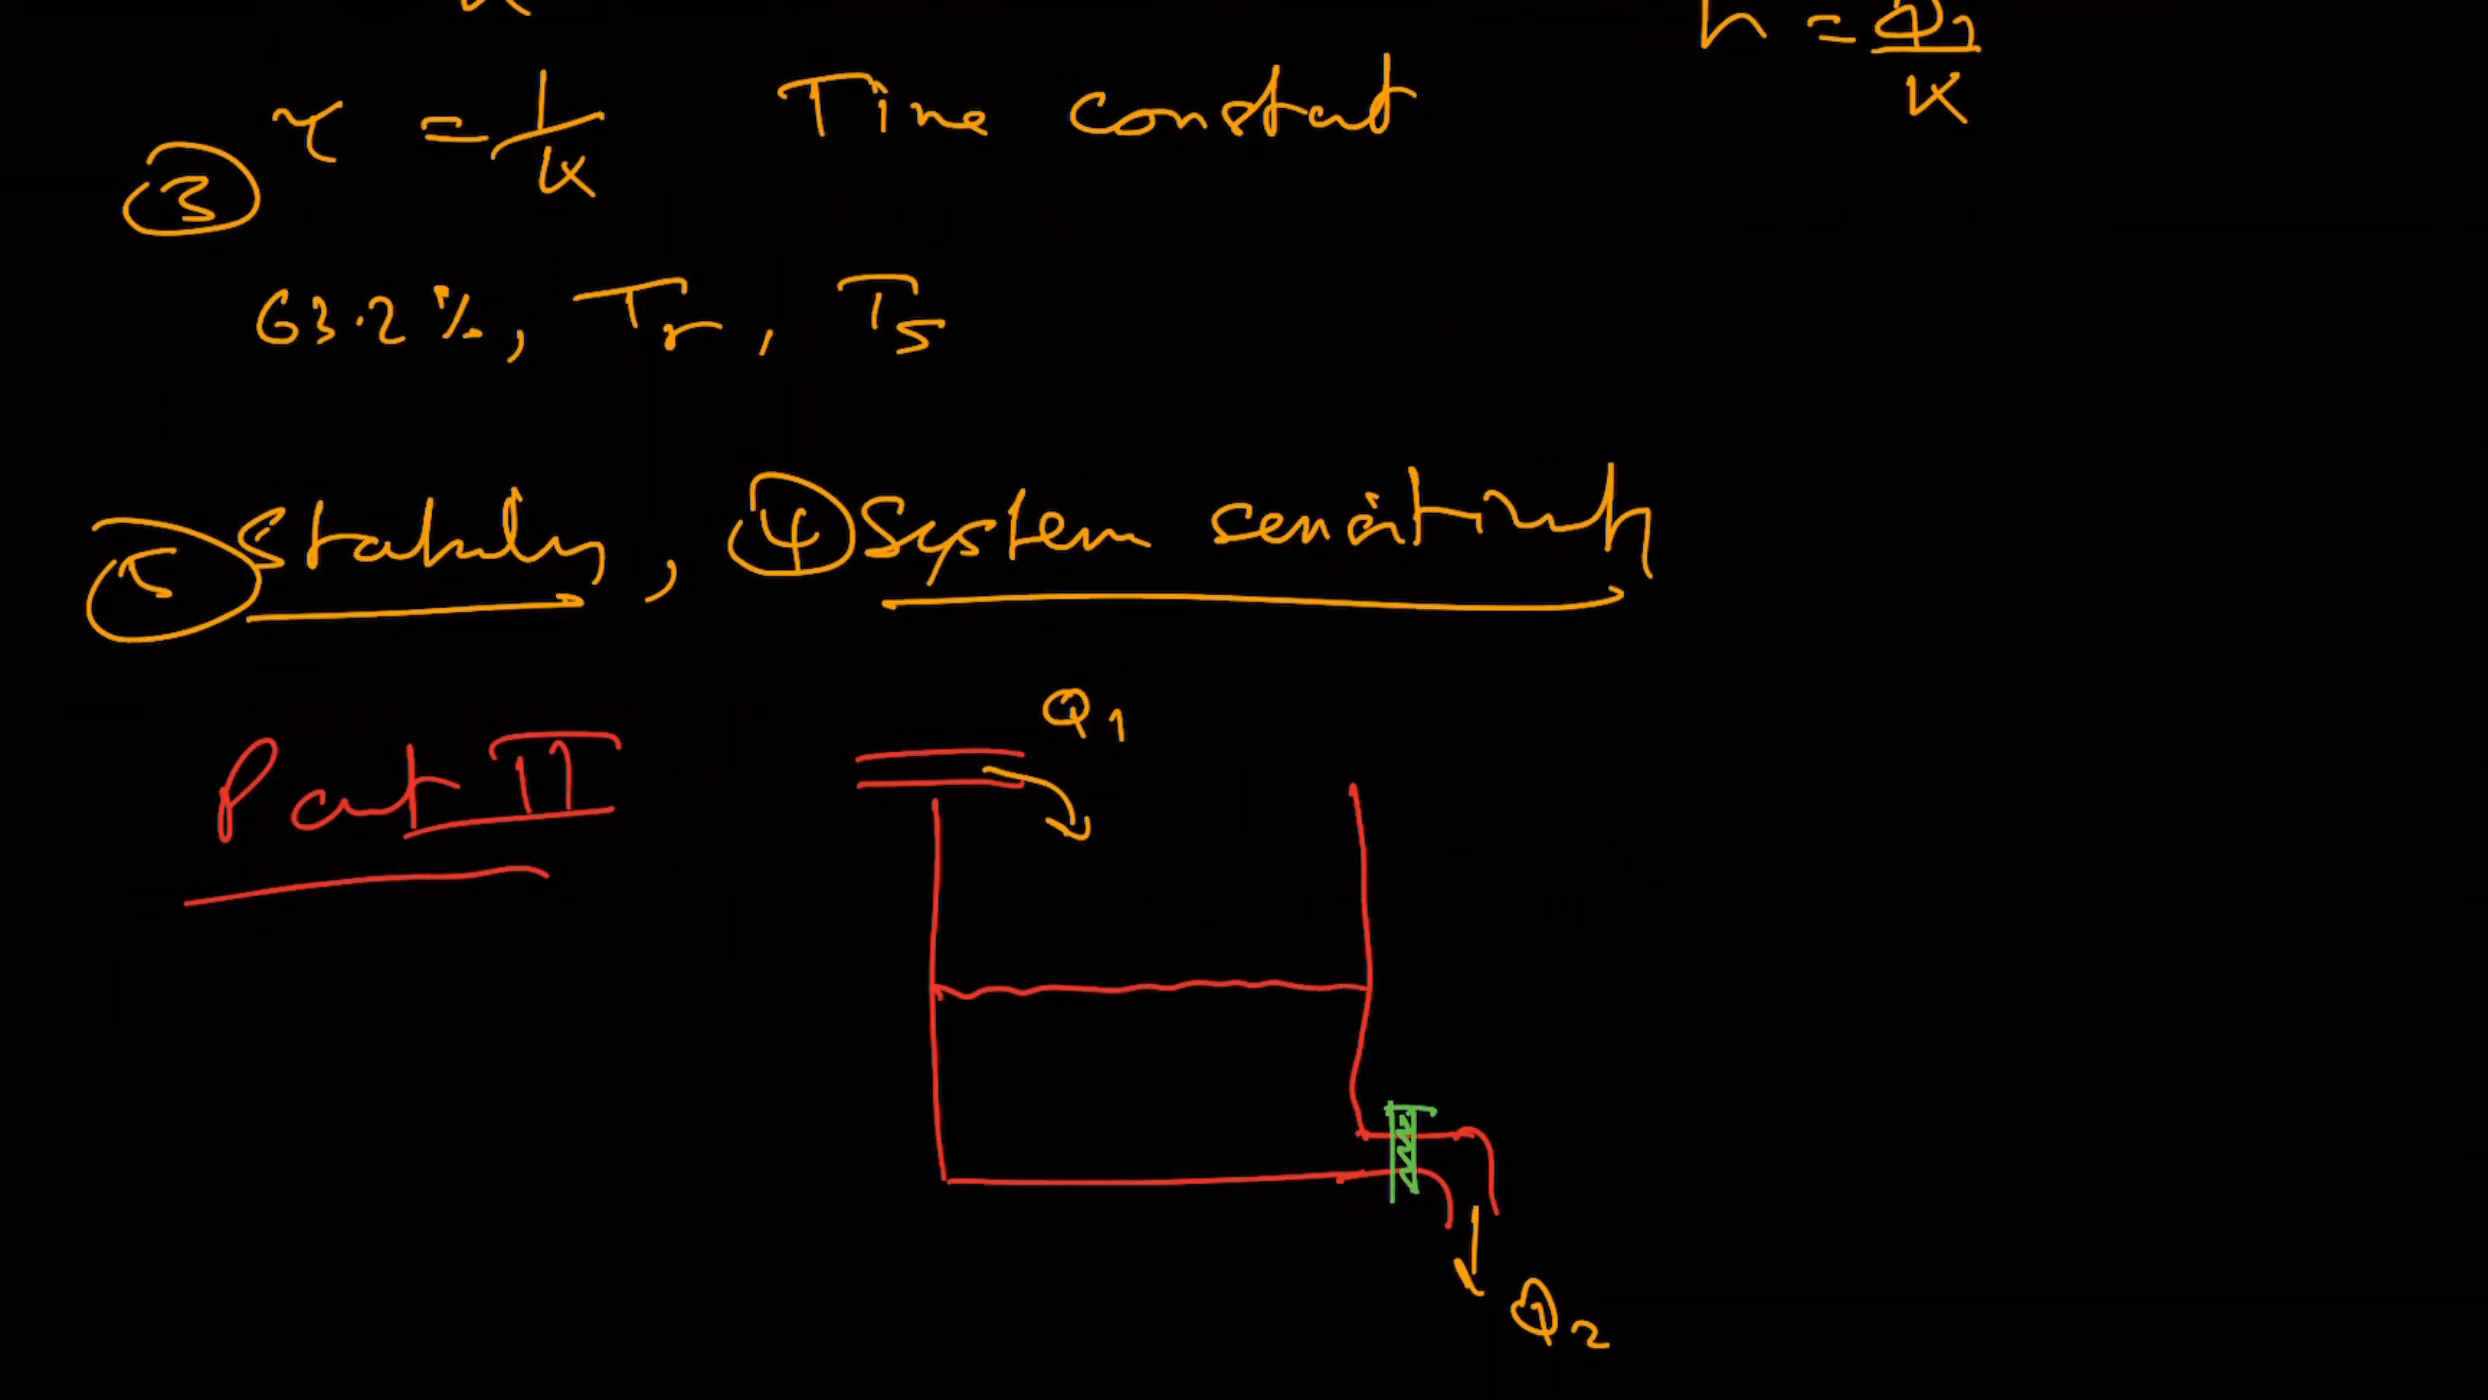 h = Q1/K
τ = 1/K Time constant
③
63.2%, Tr, Ts
⑤ Stability, ④ System sensitivity
Part II
Q1
Q2